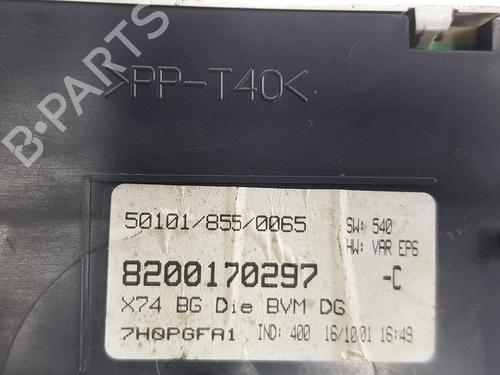 >PP-T40<
B-PARTS
50101/855/0065
SW: 540
HW: VAR EP6
8200170297 -C
X74 BG Die BVM DG
7H0PGFA1 IND: 400 16/10/01 16:49